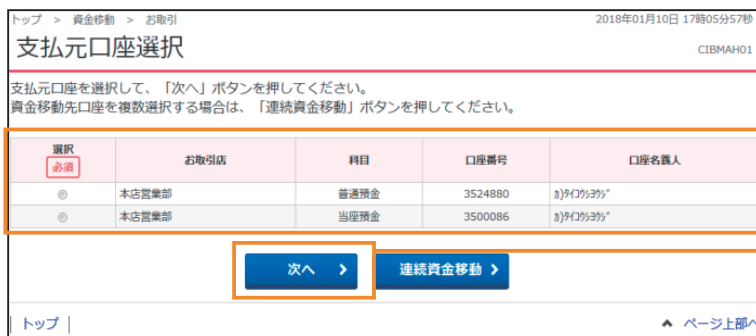 トップ > 資金移動 > お取引
2018年01月10日 17時05分57秒
支払元口座選択
CIBMAH01
支払元口座を選択して、「次へ」ボタンを押してください。
資金移動先口座を複数選択する場合は、「連続資金移動」ボタンを押してください。
選択 必須 お取引店 科目 口座番号 口座名義人
本店営業部 普通預金 3524880 ｶ)ﾀｲｺｳｼﾖｳｼﾞ
本店営業部 当座預金 3500086 ｶ)ﾀｲｺｳｼﾖｳｼﾞ
次へ
連続資金移動
トップ
ページ上部へ